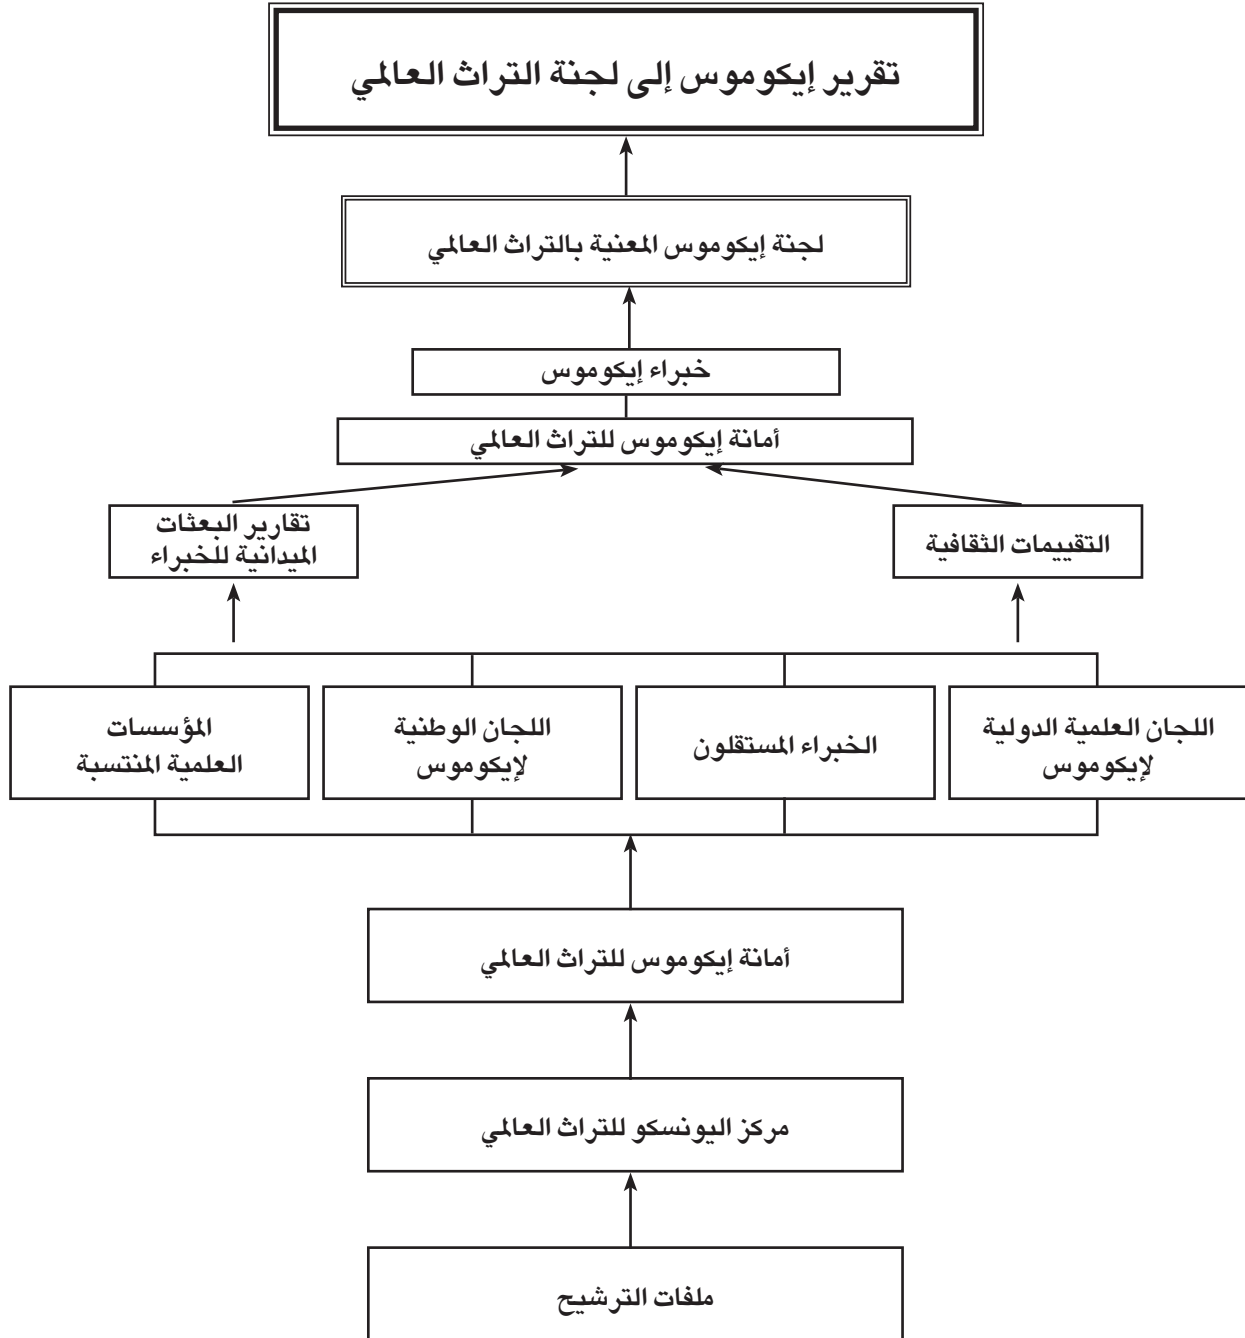 تقرير إيكوموس إلى لجنة التراث العالمي
لجنة إيكوموس المعنية بالتراث العالمي
خبراء إيكوموس
أمانة إيكوموس للتراث العالمي
التقييمات الثقافية
تقارير البعثات
الميدانية للخبراء
اللجان العلمية الدولية
لإيكوموس
الخبراء المستقلون
اللجان الوطنية
لإيكوموس
المؤسسات
العلمية المنتسبة
أمانة إيكوموس للتراث العالمي
مركز اليونسكو للتراث العالمي
ملفات الترشيح